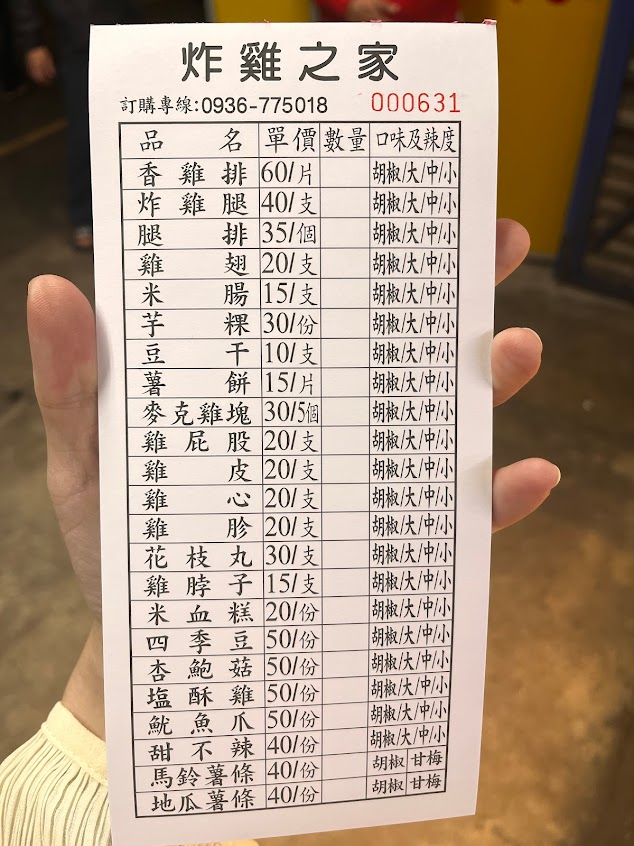 炸雞之家
訂購專線:0936-775018 000631
品名 單價 數量 口味及辣度
香雞排 60/片 胡椒/大/中/小
炸雞腿 40/支 胡椒/大/中/小
腿排 35/個 胡椒/大/中/小
雞翅 20/支 胡椒/大/中/小
米腸 15/支 胡椒/大/中/小
芋粿 30/份 胡椒/大/中/小
豆干 10/支 胡椒/大/中/小
薯餅 15/片 胡椒/大/中/小
麥克雞塊 30/5個 胡椒/大/中/小
雞屁股 20/支 胡椒/大/中/小
雞皮 20/支 胡椒/大/中/小
雞心 20/支 胡椒/大/中/小
雞胗 20/支 胡椒/大/中/小
花枝丸 30/支 胡椒/大/中/小
雞脖子 15/支 胡椒/大/中/小
米血糕 20/份 胡椒/大/中/小
四季豆 50/份 胡椒/大/中/小
杏鮑菇 50/份 胡椒/大/中/小
塩酥雞 50/份 胡椒/大/中/小
魷魚爪 50/份 胡椒/大/中/小
甜不辣 40/份 胡椒/大/中/小
馬鈴薯條 40/份 胡椒 甘梅
地瓜薯條 40/份 胡椒 甘梅